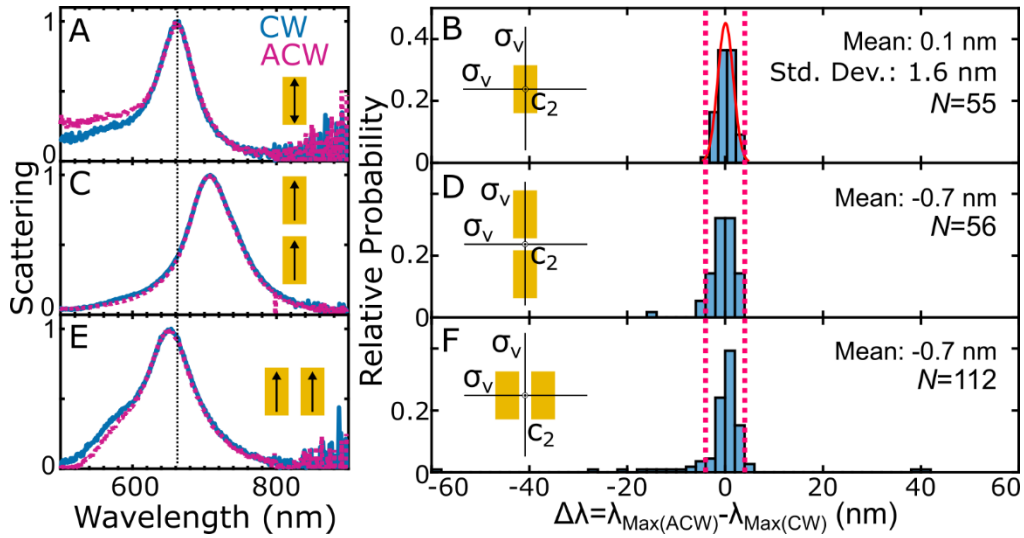 A
CW
ACW
1
0
C
1
0
E
1
0
600
800
Scattering
Wavelength (nm)
B
σv
σv
C2
Mean: 0.1 nm
Std. Dev.: 1.6 nm
N=55
0.4
0.2
0
D
σv
σv
C2
Mean: -0.7 nm
N=56
0.2
0
F
σv
σv
C2
Mean: -0.7 nm
N=112
0.2
0
-60
-40
-20
0
20
40
60
Relative Probability
Δλ=λMax(ACW)-λMax(CW) (nm)